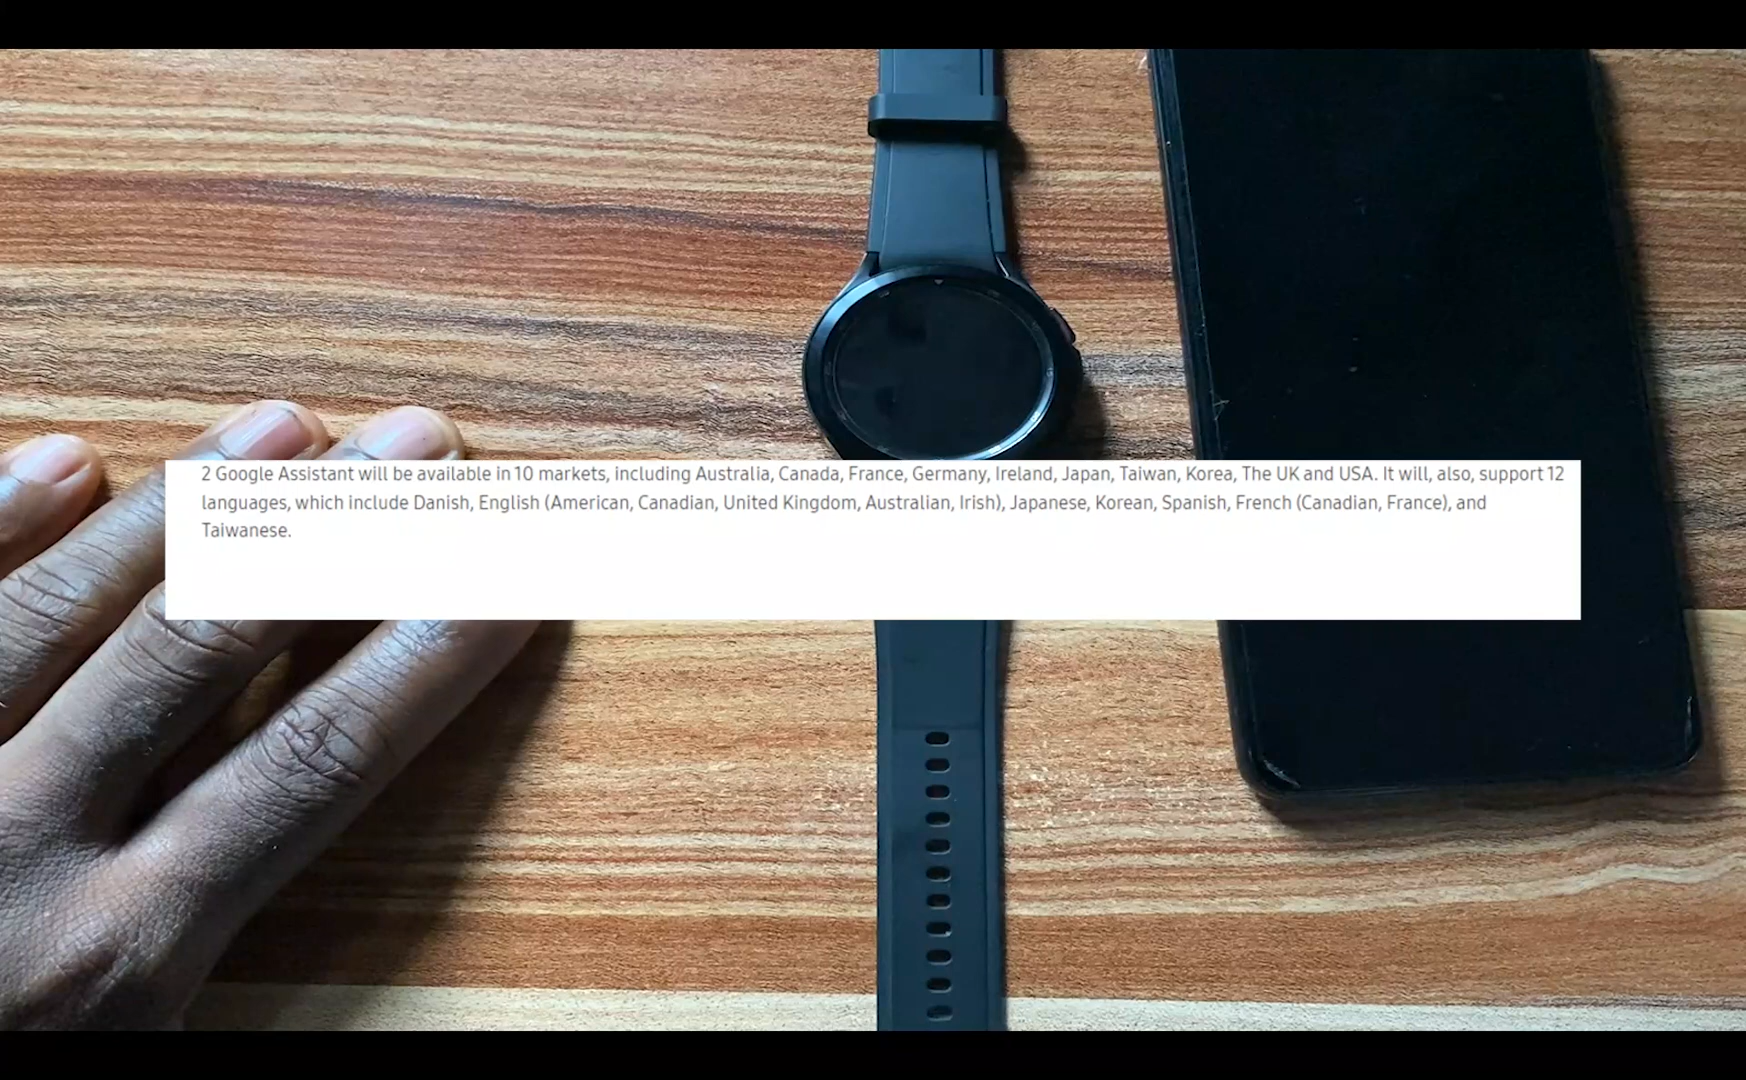 2 Google Assistant will be available in 10 markets, including Australia, Canada, France, Germany, Ireland, Japan, Taiwan, Korea, The UK and USA. It will, also, support 12
languages, which include Danish, English (American, Canadian, United Kingdom, Australian, Irish), Japanese, Korean, Spanish, French (Canadian, France), and
Taiwanese.